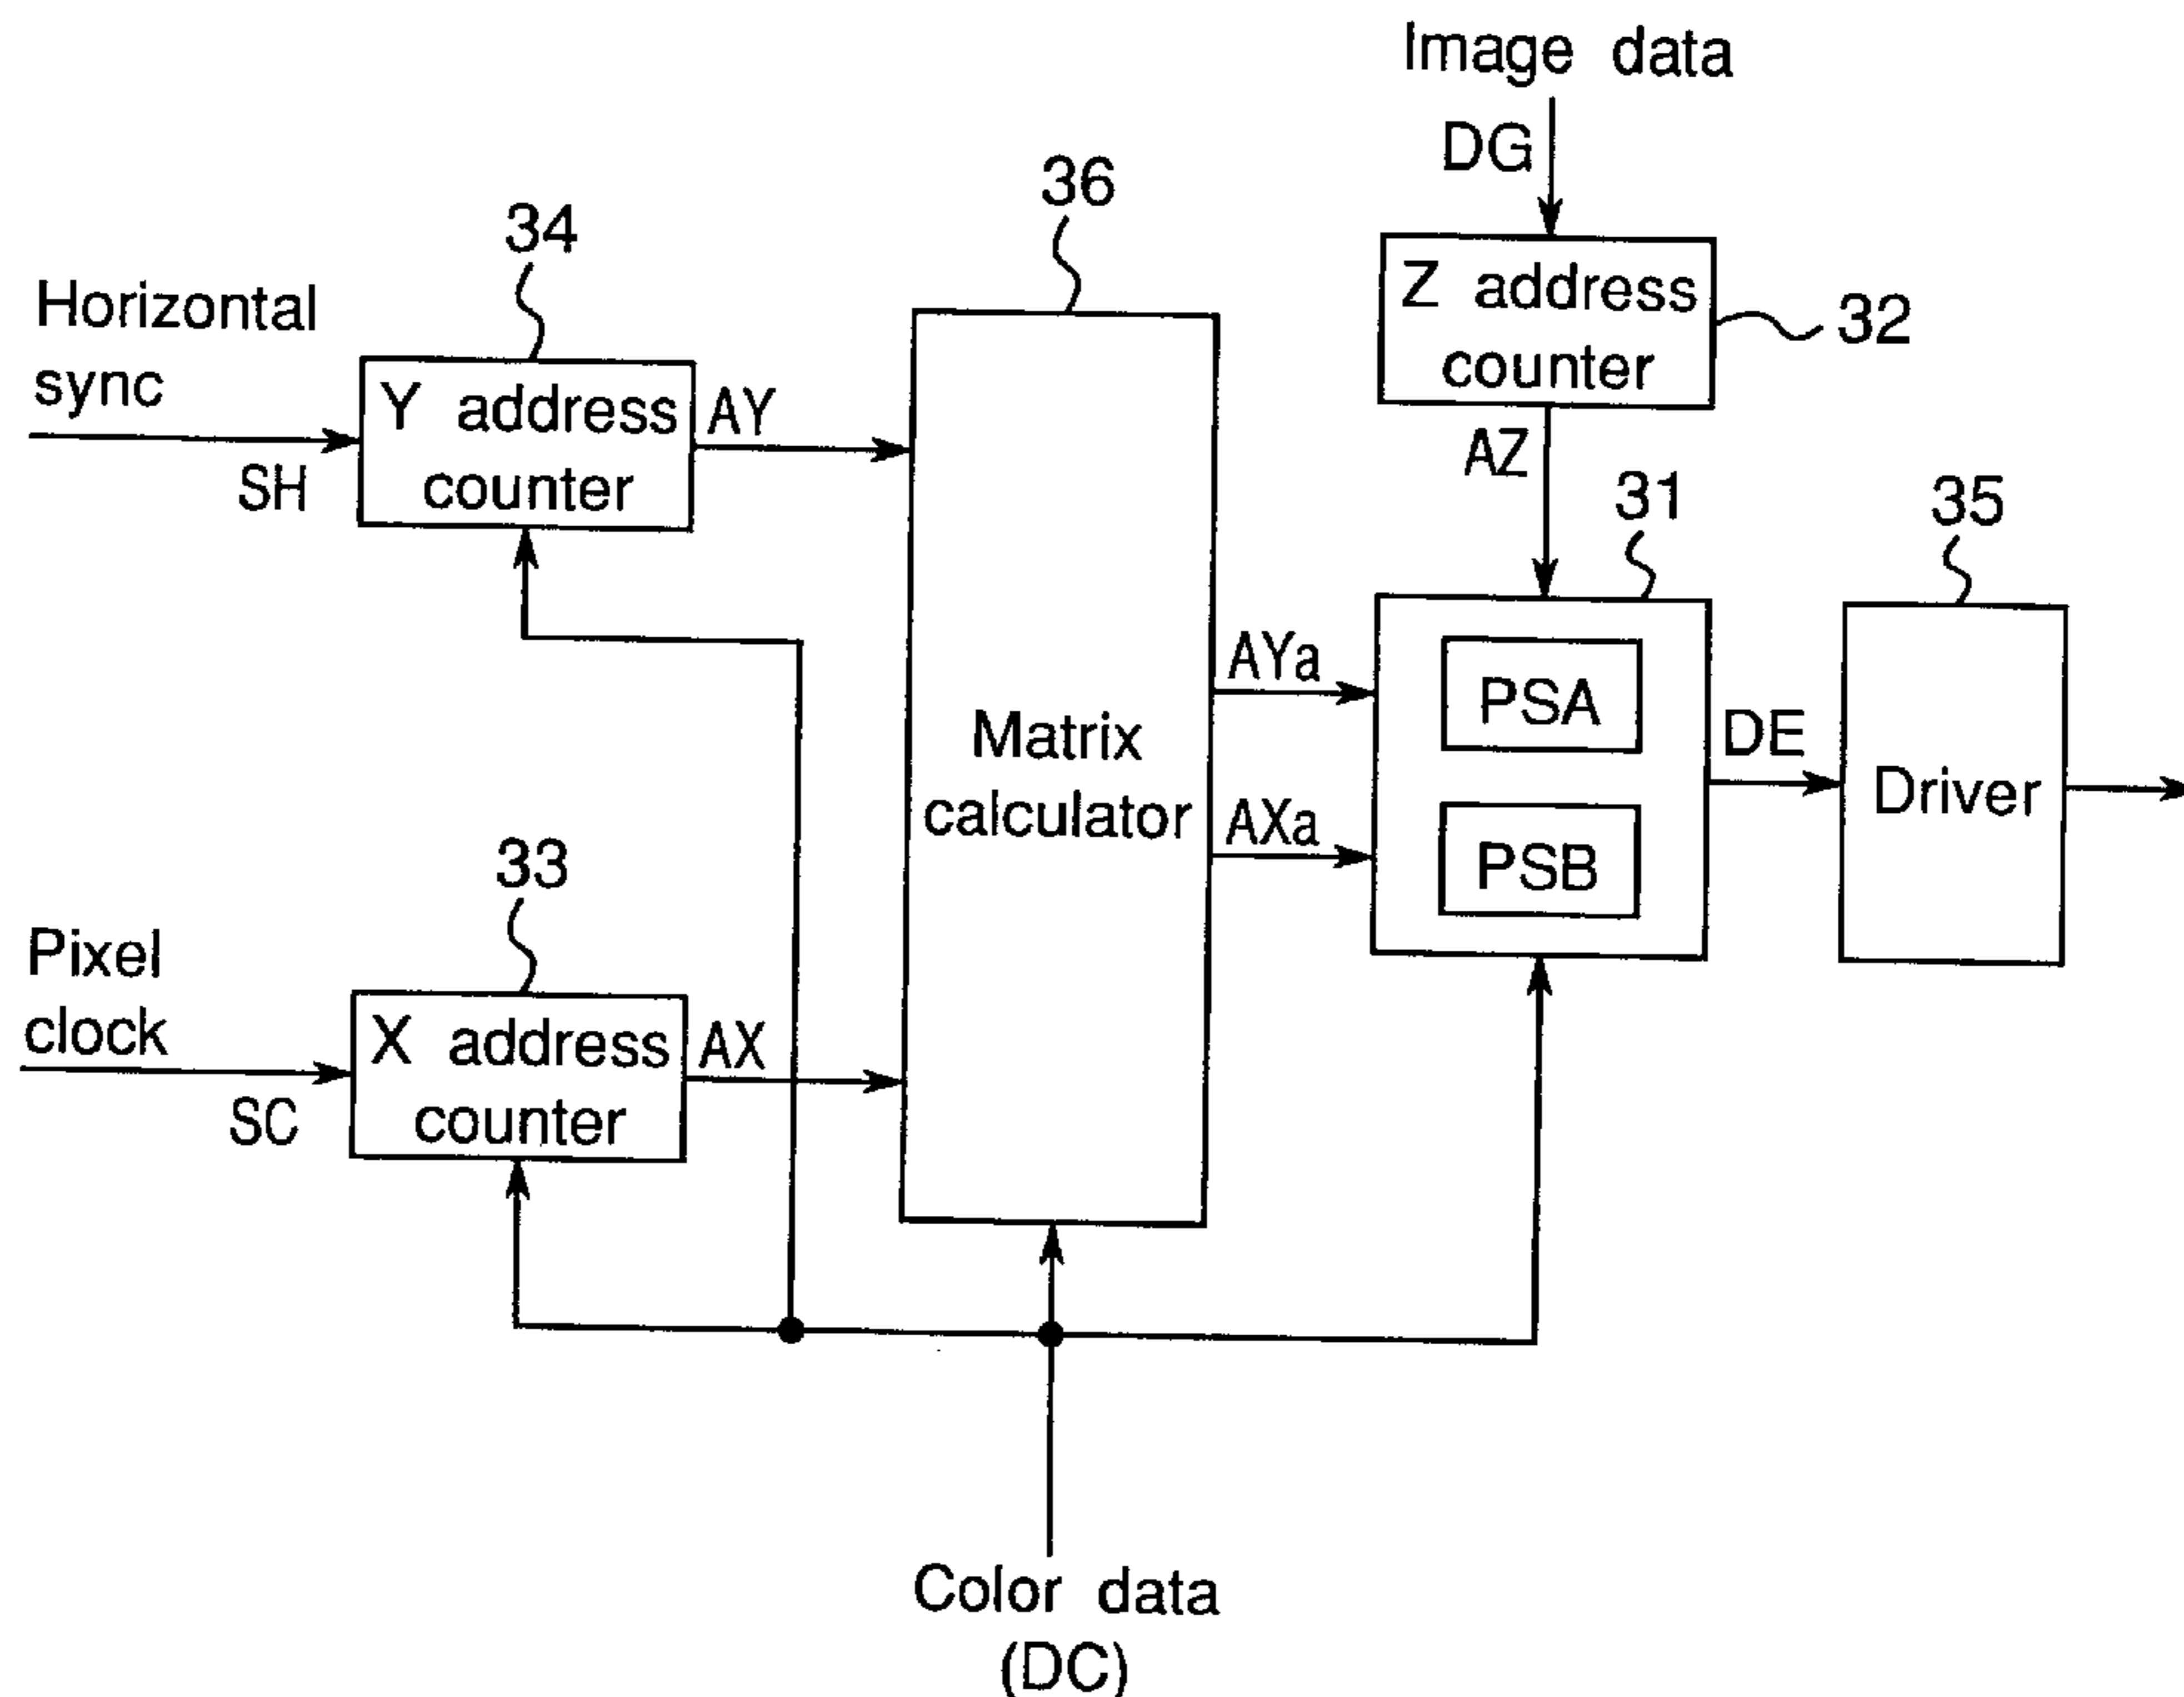 Image data
DG
36
34
Z address
counter
32
Horizontal
sync
Y address
counter
AY
SH
AZ
31
35
AYa
PSA
DE
Matrix
calculator
Driver
AXa
PSB
33
Pixel
clock
X address
counter
AX
SC
Color data
(DC)